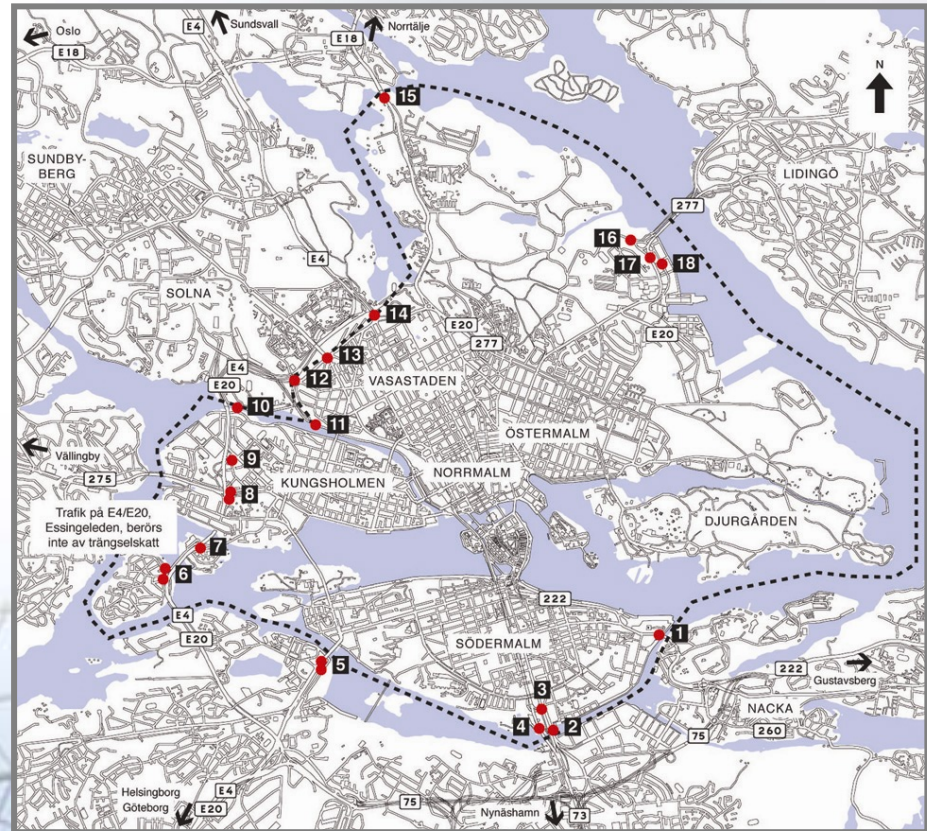 Oslo
E18
Sundsvall
E4
E18
Norrtälje
N
15
SUNDBY-
BERG
LIDINGÖ
277
16
17
18
E4
SOLNA
14
E20
277
E20
13
E4
E20
12
VASASTADEN
10
11
ÖSTERMALM
Vällingby
275
9
KUNGSHOLMEN
NORRMALM
8
Trafik på E4/E20,
Essingeleden, berörs
inte av trängselskatt
DJURGÅRDEN
7
6
222
E4
E20
SÖDERMALM
1
5
222
Gustavsberg
3
NACKA
4
2
75
260
Helsingborg
Göteborg
E4
E20
75
Nynäshamn
73